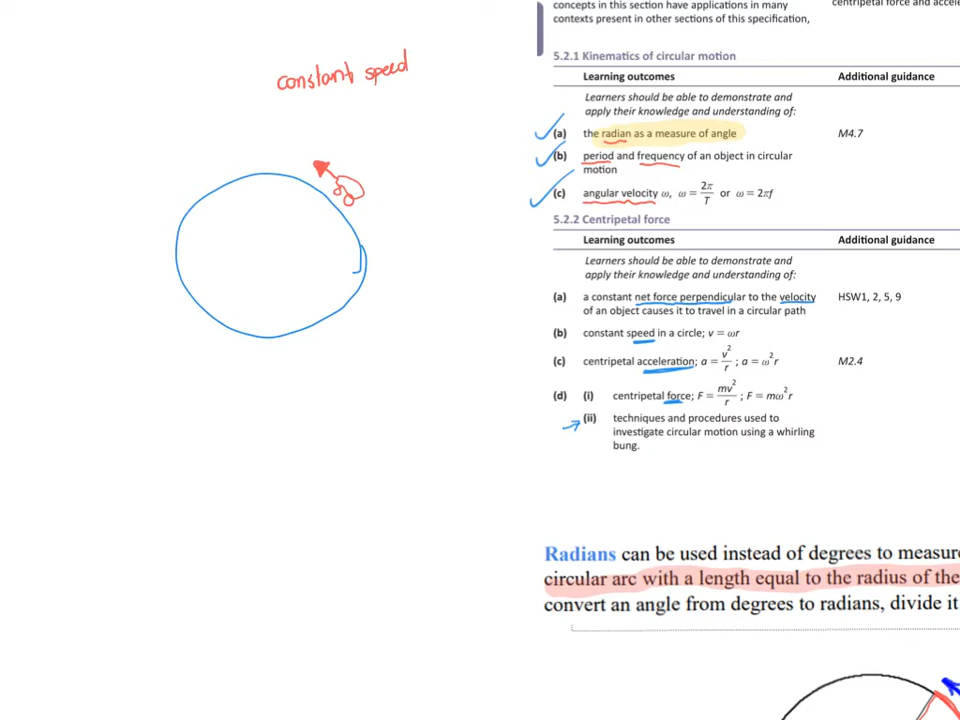 constant speed
concepts in this section have applications in many
contexts present in other sections of this specification,
centripetal force and accele
5.2.1 Kinematics of circular motion
Learning outcomes Additional guidance
Learners should be able to demonstrate and
apply their knowledge and understanding of:
(a) the radian as a measure of angle M4.7
(b) period and frequency of an object in circular
motion
(c) angular velocity ω, ω = 2π/T or ω = 2πf
5.2.2 Centripetal force
Learning outcomes Additional guidance
Learners should be able to demonstrate and
apply their knowledge and understanding of:
(a) a constant net force perpendicular to the velocity HSW1, 2, 5, 9
of an object causes it to travel in a circular path
(b) constant speed in a circle; v = ωr
(c) centripetal acceleration; a = v²/r ; a = ω²r M2.4
(d) (i) centripetal force; F = mv²/r ; F = mω²r
(ii) techniques and procedures used to
investigate circular motion using a whirling
bung.
Radians can be used instead of degrees to measure
circular arc with a length equal to the radius of the
convert an angle from degrees to radians, divide it